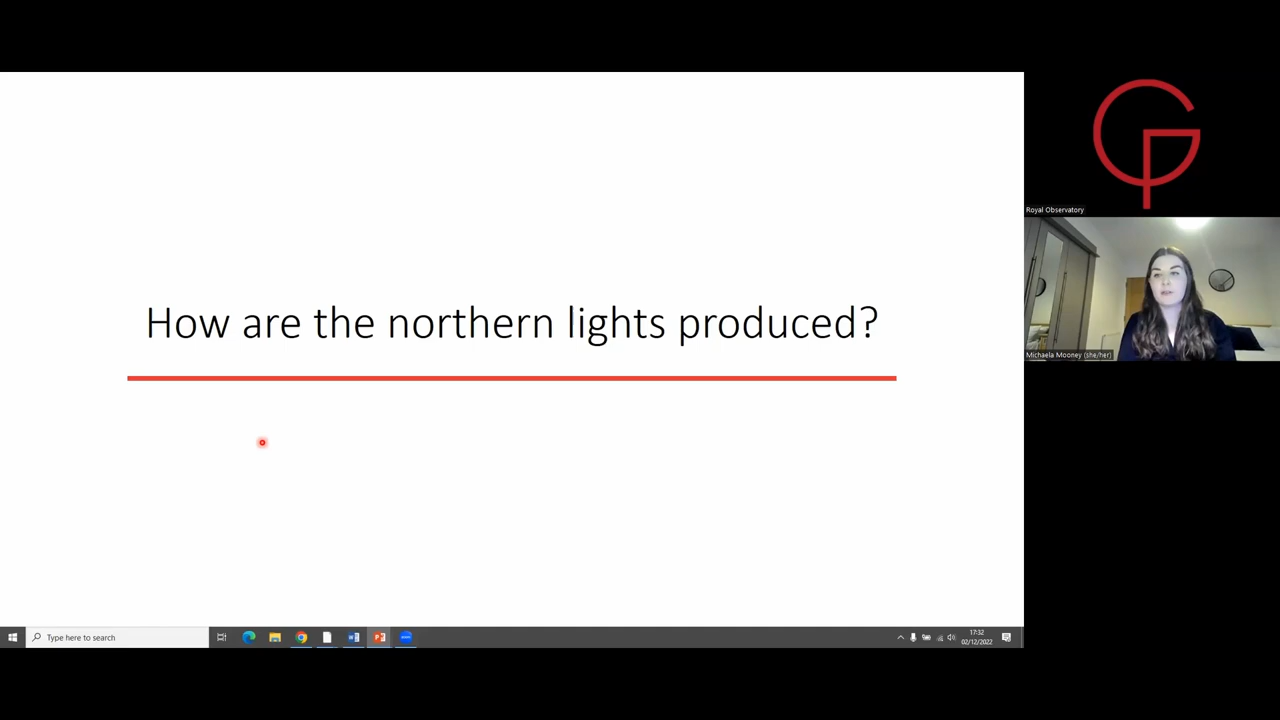 How are the northern lights produced?
Royal Observatory
Michaela Mooney (she/her)
Type here to search
17:32
02/12/2022